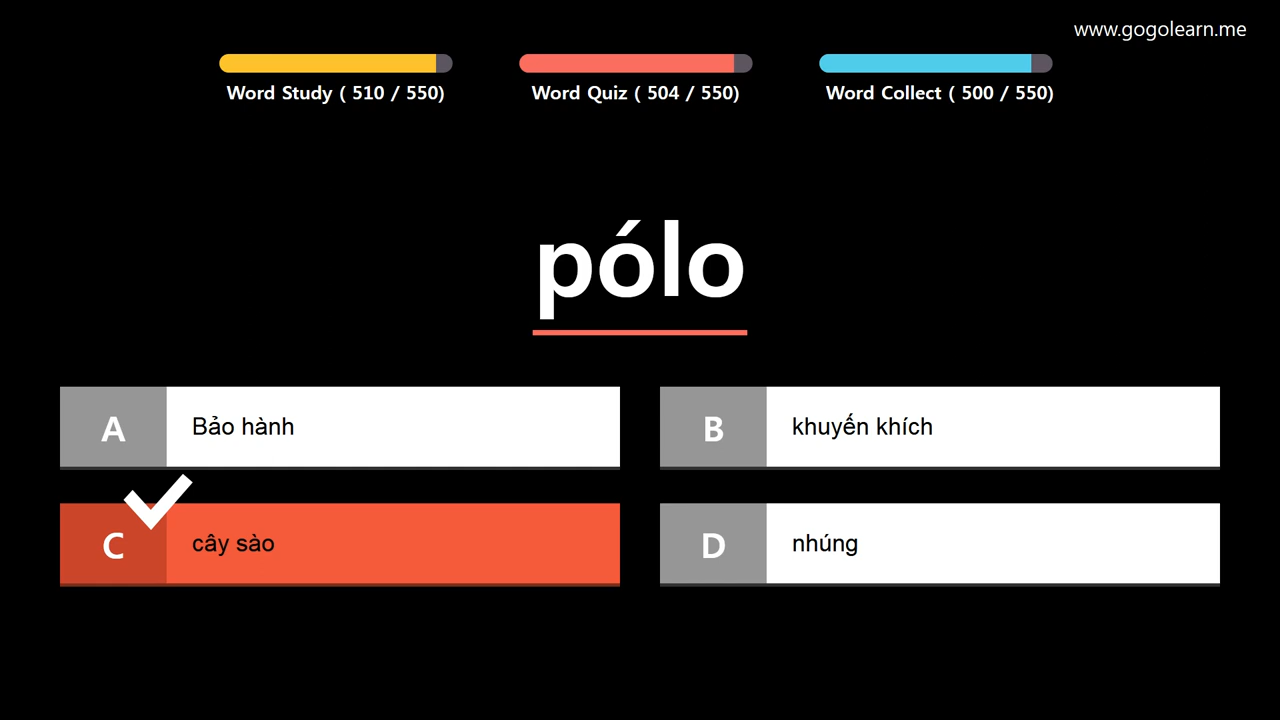 www.gogolearn.me
Word Study ( 510 / 550)
Word Quiz ( 504 / 550)
Word Collect ( 500 / 550)
pólo
A
Bảo hành
B
khuyến khích
C
cây sào
D
nhúng